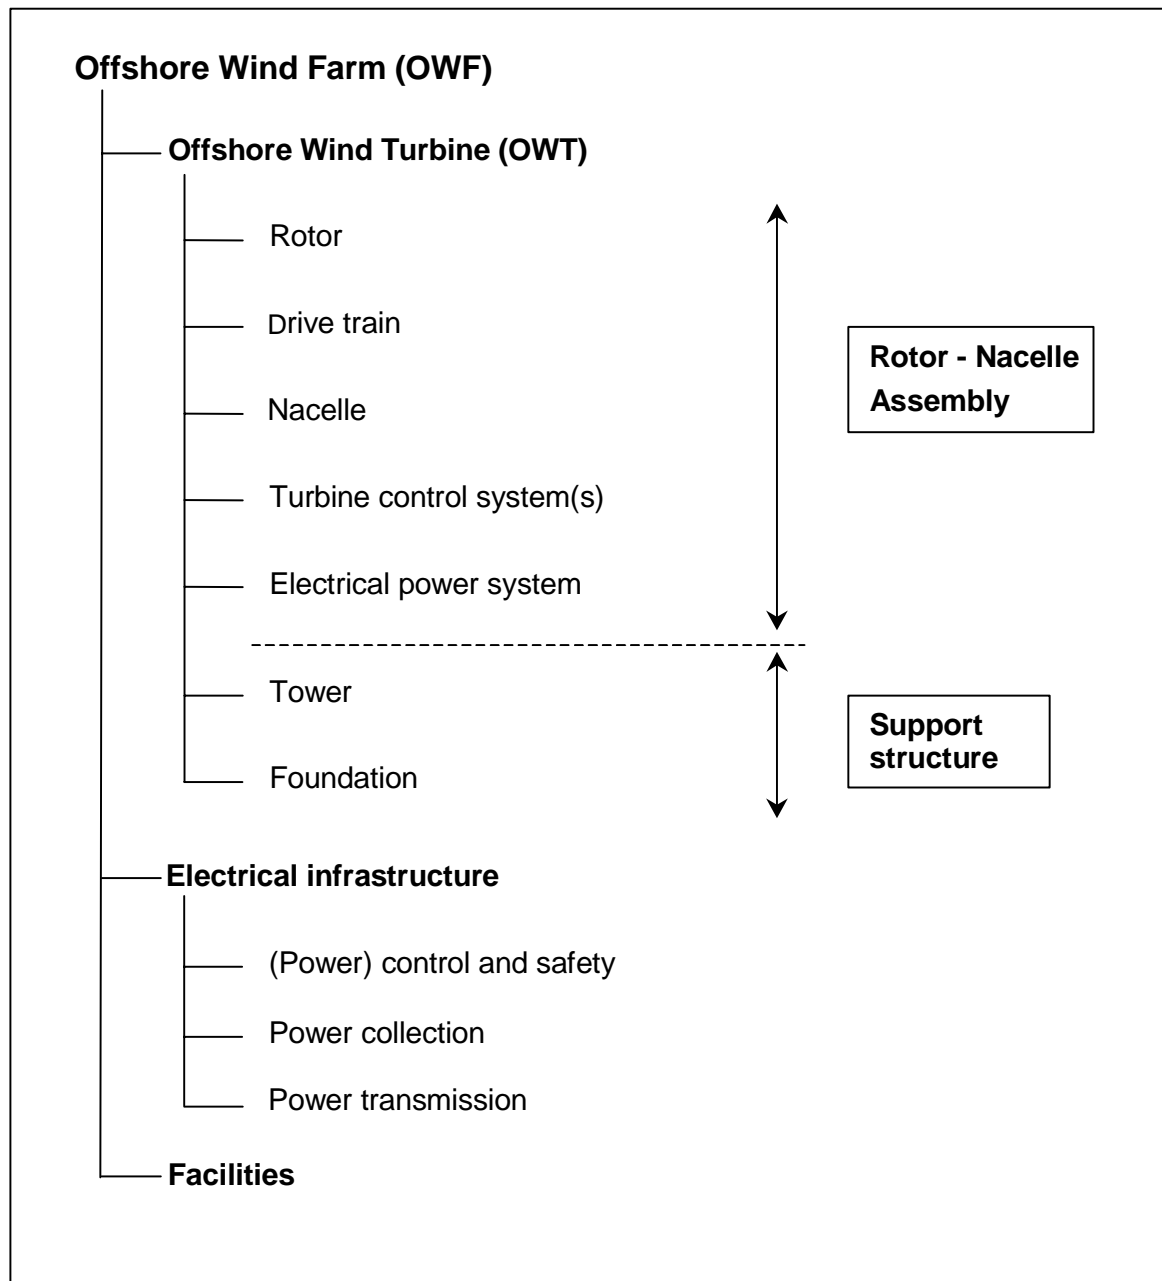 Offshore Wind Farm (OWF)
Offshore Wind Turbine (OWT)
Rotor
Drive train
Nacelle
Turbine control system(s)
Electrical power system
Rotor - Nacelle
Assembly
Tower
Foundation
Support
structure
Electrical infrastructure
(Power) control and safety
Power collection
Power transmission
Facilities